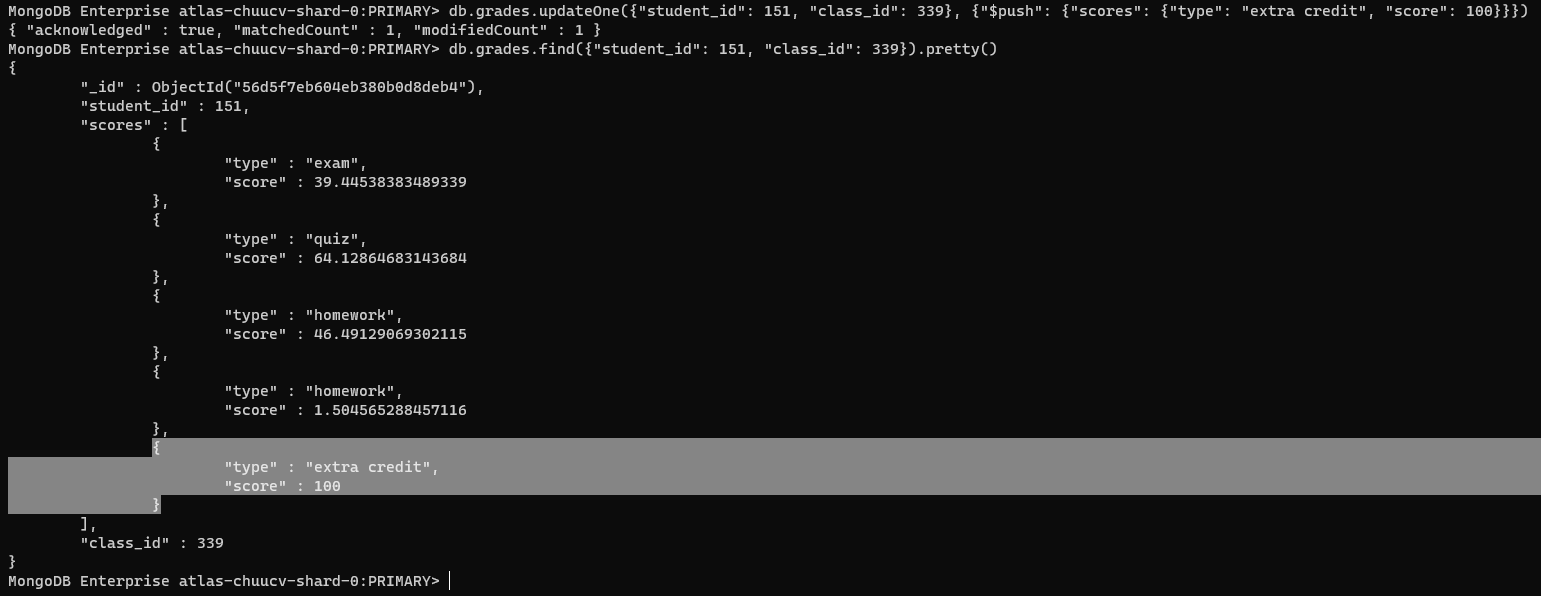 MongoDB Enterprise atlas-chuucv-shard-0:PRIMARY> db.grades.updateOne({"student_id": 151, "class_id": 339}, {"$push": {"scores": {"type": "extra credit", "score": 100}}})
{ "acknowledged" : true, "matchedCount" : 1, "modifiedCount" : 1 }
MongoDB Enterprise atlas-chuucv-shard-0:PRIMARY> db.grades.find({"student_id": 151, "class_id": 339}).pretty()
{
        "_id" : ObjectId("56d5f7eb604eb380b0d8deb4"),
        "student_id" : 151,
        "scores" : [
                {
                        "type" : "exam",
                        "score" : 39.44538383489339
                },
                {
                        "type" : "quiz",
                        "score" : 64.12864683143684
                },
                {
                        "type" : "homework",
                        "score" : 46.49129069302115
                },
                {
                        "type" : "homework",
                        "score" : 1.504565288457116
                },
                {
                        "type" : "extra credit",
                        "score" : 100
                }
        ],
        "class_id" : 339
}
MongoDB Enterprise atlas-chuucv-shard-0:PRIMARY>